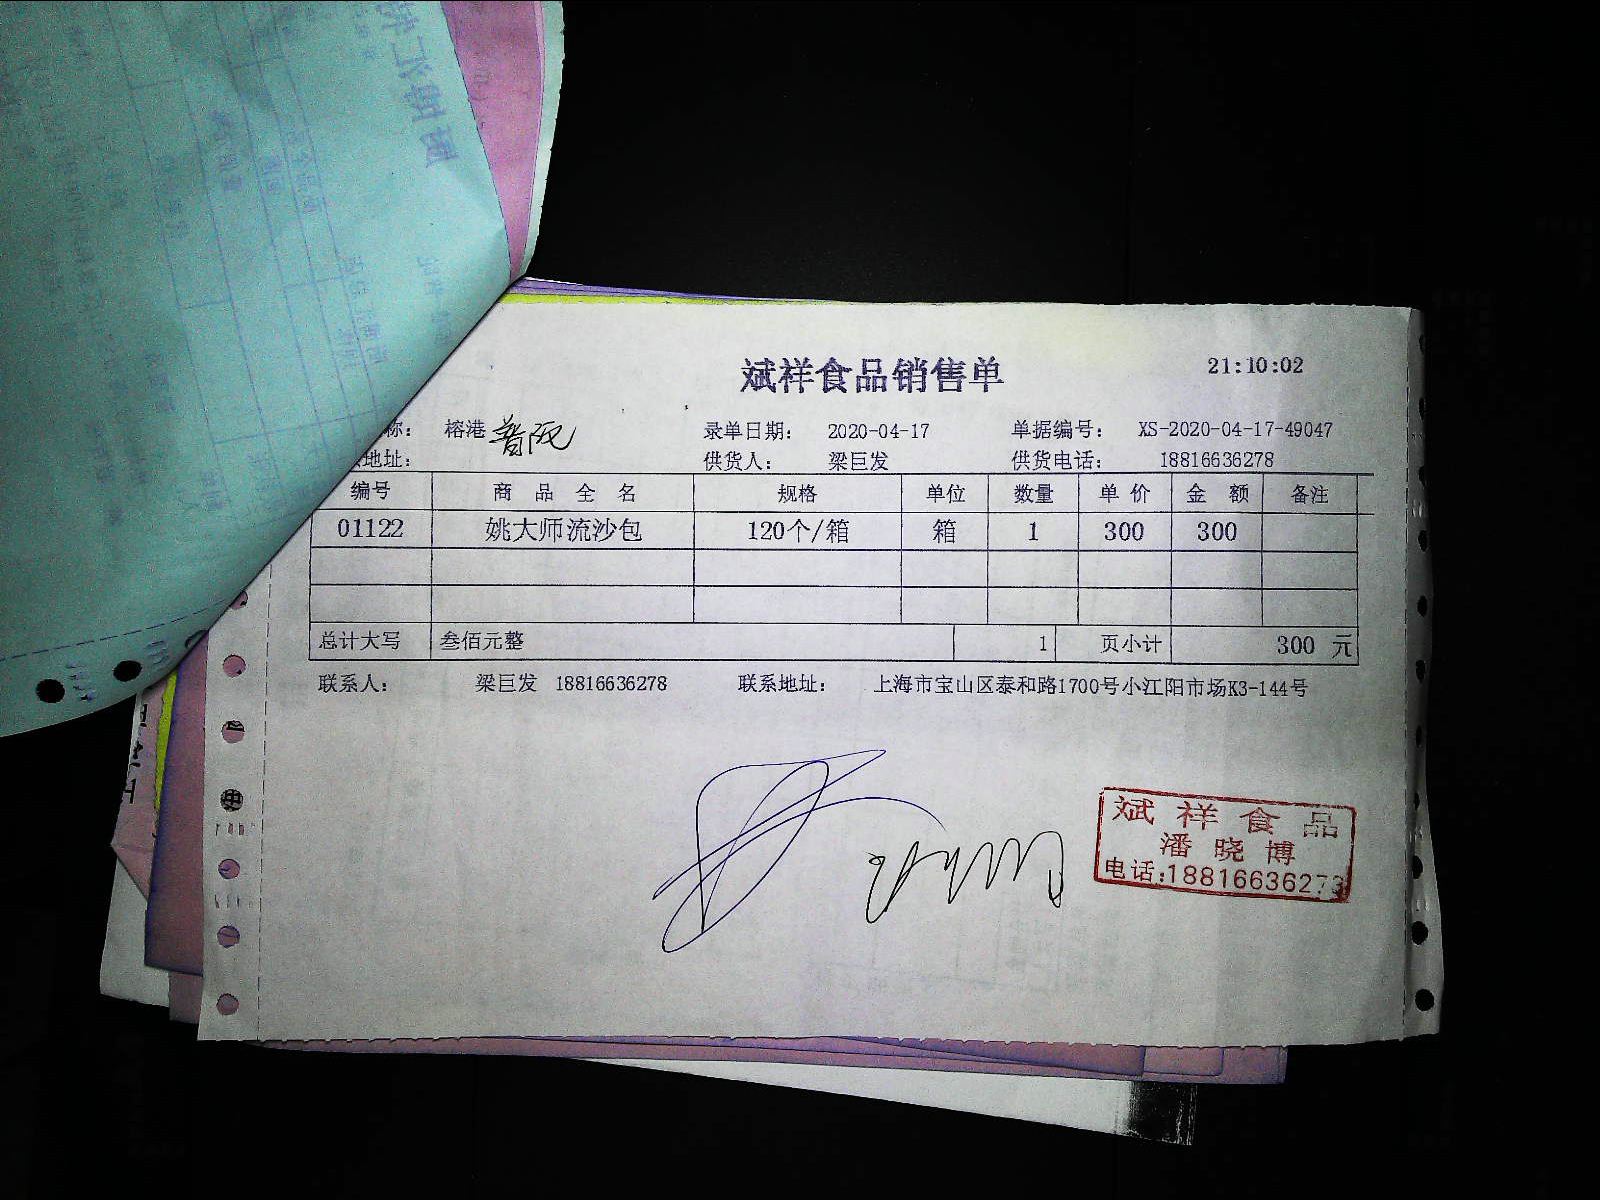 斌祥食品销售单 21:10:02
称: 榕港 录单日期: 2020-04-17 单据编号: XS-2020-04-17-49047
地址: 供货人: 梁巨发 供货电话: 18816636278
编号 商品全名 规格 单位 数量 单价 金额 备注
01122 姚大师流沙包 120个/箱 箱 1 300 300
总计大写 叁佰元整 1 页小计 300 元
联系人: 梁巨发 18816636278 联系地址: 上海市宝山区泰和路1700号小江阳市场K3-144号
斌祥食品
潘晓博
电话:18816636278